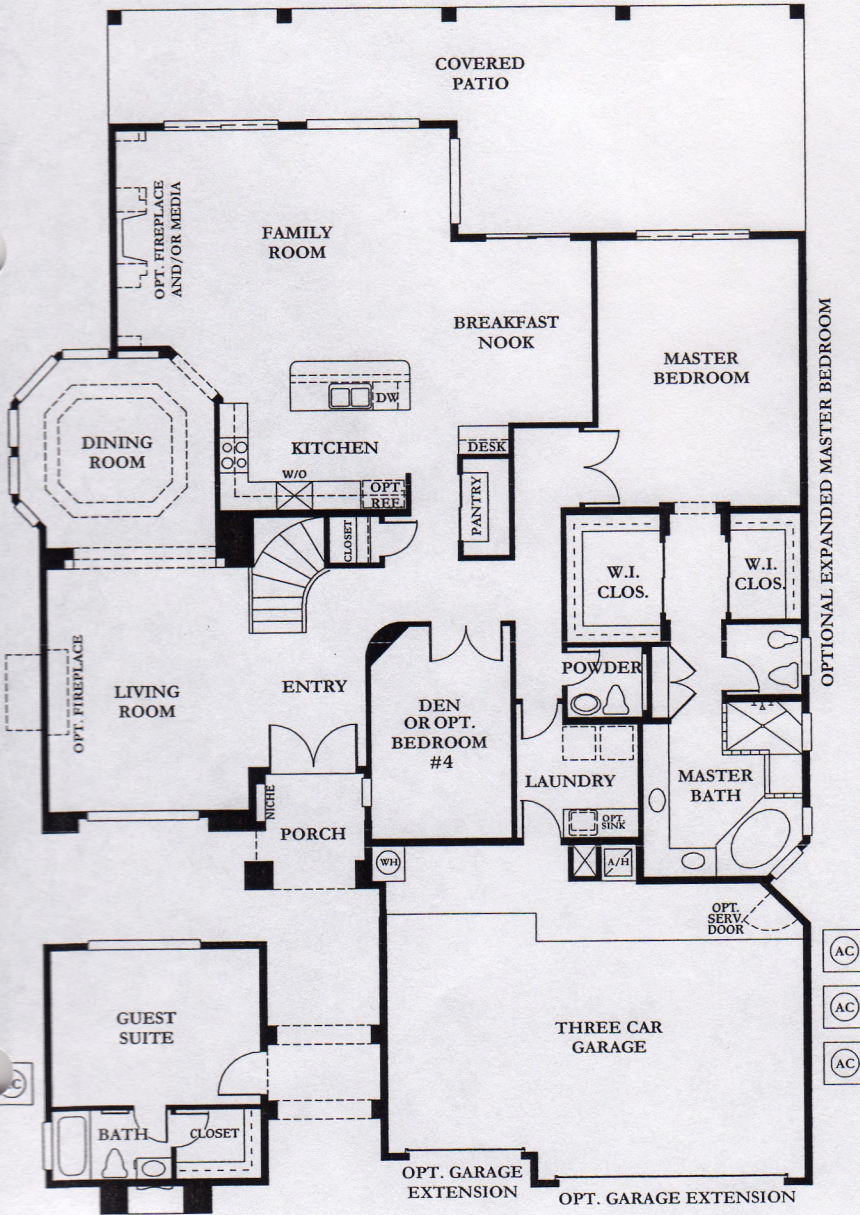 COVERED
PATIO
OPT. FIREPLACE
AND/OR MEDIA
FAMILY
ROOM
BREAKFAST
NOOK
MASTER
BEDROOM
OPTIONAL EXPANDED MASTER BEDROOM
DW
DINING
ROOM
KITCHEN
DESK
W/O
OPT.
REF.
PANTRY
CLOSET
W.I.
CLOS.
W.I.
CLOS.
OPT. FIREPLACE
LIVING
ROOM
ENTRY
DEN
OR OPT.
BEDROOM
#4
POWDER
LAUNDRY
MASTER
BATH
NICHE
PORCH
OPT.
SINK
WH
A/H
OPT.
SERV.
DOOR
AC
AC
AC
GUEST
SUITE
THREE CAR
GARAGE
AC
BATH
CLOSET
OPT. GARAGE
EXTENSION
OPT. GARAGE EXTENSION